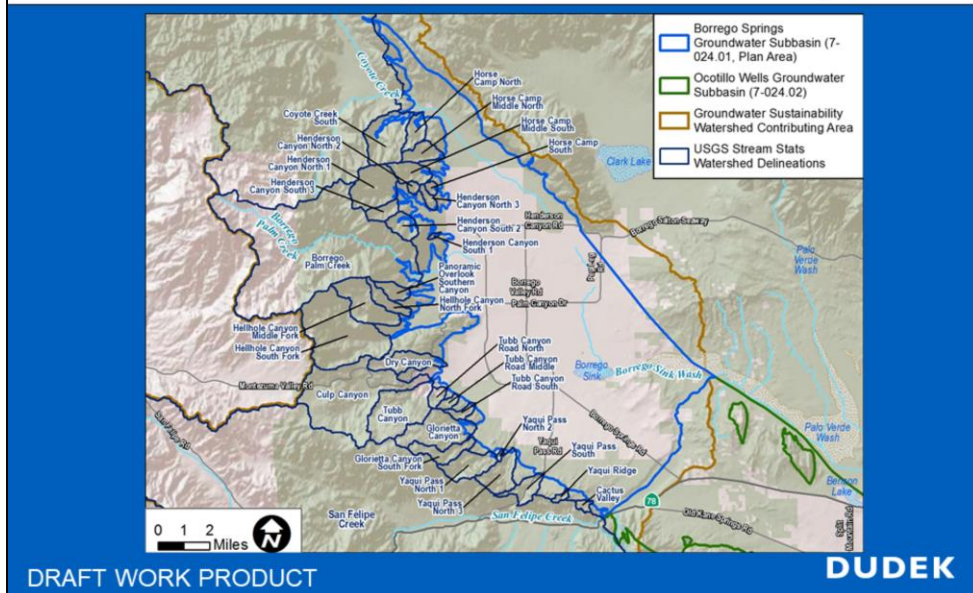 Borrego Springs
Groundwater Subbasin (7-
024.01, Plan Area)
Ocotillo Wells Groundwater
Subbasin (7-024.02)
Groundwater Sustainability
Watershed Contributing Area
USGS Stream Stats
Watershed Delineations
Coyote Creek
Horse
Camp North
Horse Camp
Middle North
Coyote Creek
South
Horse Camp
Middle South
Henderson
Canyon North 2
Horse Camp
South
Henderson
Canyon North 1
Clark Lake
Henderson
Canyon South 3
Henderson
Canyon North 3
Henderson
Canyon South 2
Henderson
Canyon Rd
Borrego Salton Seaway
Henderson Canyon
South 1
Borrego
Palm Creek
Palo
Verde
Wash
Borrego
Palm Creek
Panoramic
Overlook
Southern
Canyon
Borrego
Valley Rd
Palm Canyon Dr
Hellhole Canyon
North Fork
Hellhole Canyon
Middle Fork
Hellhole Canyon
South Fork
Tubb Canyon
Road North
Tubb Canyon
Road Middle
Tubb Canyon
Road South
Dry Canyon
Borrego
Sink
Borrego Sink Wash
Montezuma Valley Rd
Culp Canyon
Tubb
Canyon
Glorietta
Canyon
Yaqui Pass
North 2
Borrego Springs Rd
Yaqui
Pass Rd
Yaqui Pass
South
Palo Verde
Wash
San Felipe Rd
Glorietta Canyon
South Fork
Yaqui Ridge
Yaqui Pass
North 1
Cactus
Valley
Benson
Lake
Yaqui Pass
North 3
78
San Felipe
Creek
San Felipe Creek
Old Kane Springs Rd
Split
Mountain Rd
0 1 2
Miles
N
DRAFT WORK PRODUCT
DUDEK